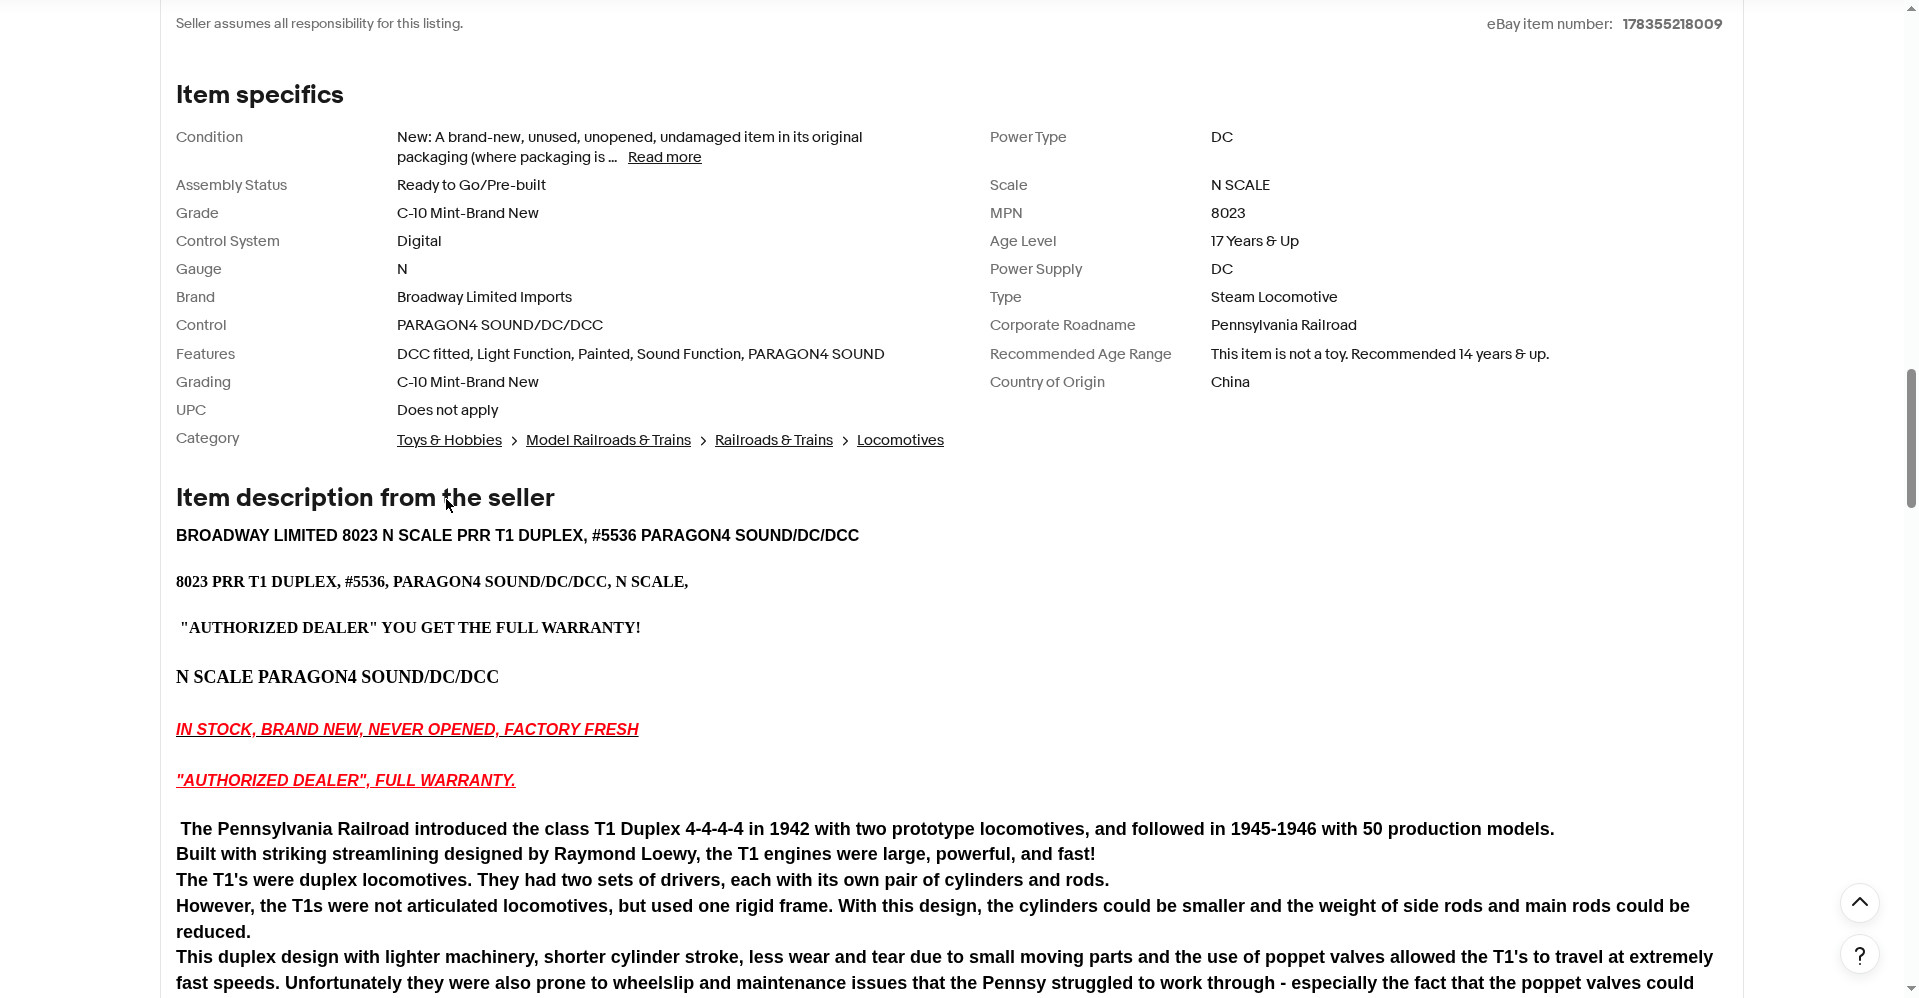 Seller assumes all responsibility for this listing.
eBay item number: 178355218009
Item specifics
Condition
New: A brand-new, unused, unopened, undamaged item in its original
packaging (where packaging is ... Read more
Power Type
DC
Assembly Status
Ready to Go/Pre-built
Scale
N SCALE
Grade
C-10 Mint-Brand New
MPN
8023
Control System
Digital
Age Level
17 Years & Up
Gauge
N
Power Supply
DC
Brand
Broadway Limited Imports
Type
Steam Locomotive
Control
PARAGON4 SOUND/DC/DCC
Corporate Roadname
Pennsylvania Railroad
Features
DCC fitted, Light Function, Painted, Sound Function, PARAGON4 SOUND
Recommended Age Range
This item is not a toy. Recommended 14 years & up.
Grading
C-10 Mint-Brand New
Country of Origin
China
UPC
Does not apply
Category
Toys & Hobbies > Model Railroads & Trains > Railroads & Trains > Locomotives
Item description from the seller
BROADWAY LIMITED 8023 N SCALE PRR T1 DUPLEX, #5536 PARAGON4 SOUND/DC/DCC
8023 PRR T1 DUPLEX, #5536, PARAGON4 SOUND/DC/DCC, N SCALE,
"AUTHORIZED DEALER" YOU GET THE FULL WARRANTY!
N SCALE PARAGON4 SOUND/DC/DCC
IN STOCK, BRAND NEW, NEVER OPENED, FACTORY FRESH
"AUTHORIZED DEALER", FULL WARRANTY.
The Pennsylvania Railroad introduced the class T1 Duplex 4-4-4-4 in 1942 with two prototype locomotives, and followed in 1945-1946 with 50 production models.
Built with striking streamlining designed by Raymond Loewy, the T1 engines were large, powerful, and fast!
The T1's were duplex locomotives. They had two sets of drivers, each with its own pair of cylinders and rods.
However, the T1s were not articulated locomotives, but used one rigid frame. With this design, the cylinders could be smaller and the weight of side rods and main rods could be
reduced.
This duplex design with lighter machinery, shorter cylinder stroke, less wear and tear due to small moving parts and the use of poppet valves allowed the T1's to travel at extremely
fast speeds. Unfortunately they were also prone to wheelslip and maintenance issues that the Pennsy struggled to work through - especially the fact that the poppet valves could
?